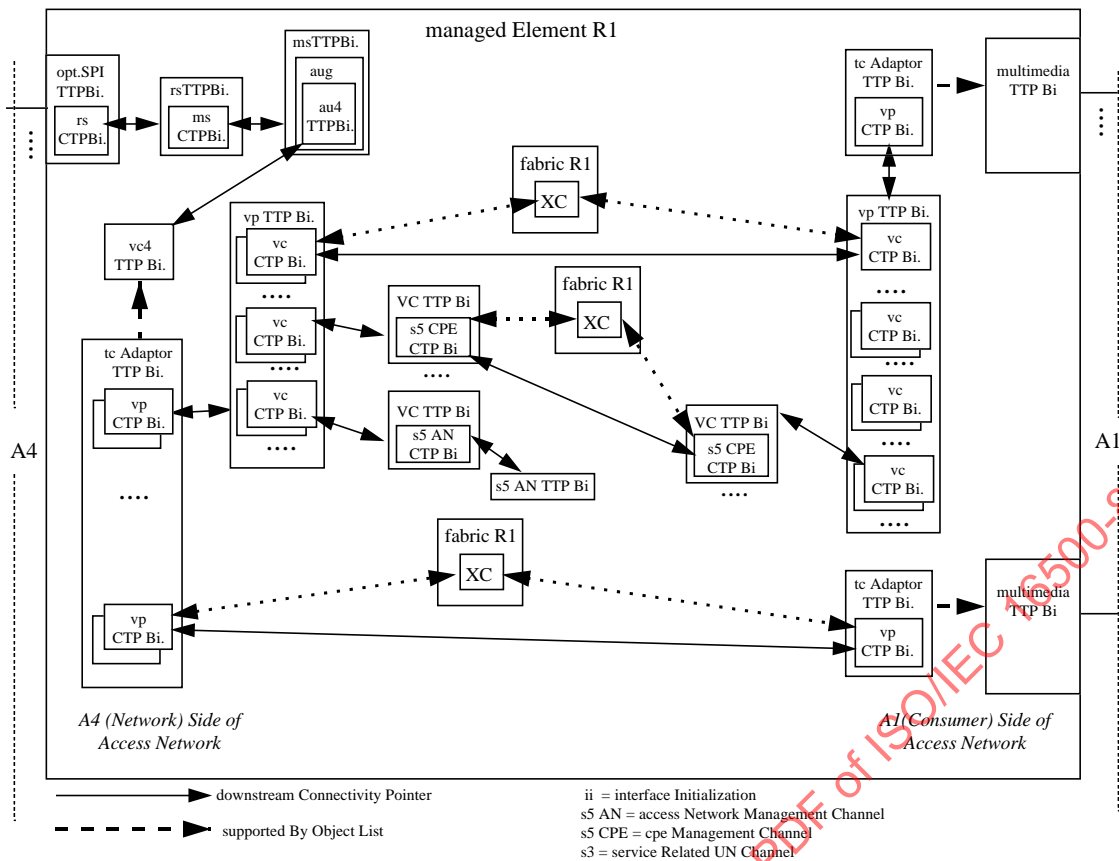 managed Element R1
msTTPBi.
aug
au4
TTPBi.
opt.SPI
TTPBi.
rs
CTPBi.
rsTTPBi.
ms
CTPBi.
....
tc Adaptor
TTP Bi.
vp
CTP Bi.
multimedia
TTP Bi
....
fabric R1
XC
vp TTP Bi.
vc
CTP Bi.
....
vc
CTP Bi.
....
vc
CTP Bi.
....
vc4
TTP Bi.
fabric R1
XC
VC TTP Bi
s5 CPE
CTP Bi
....
VC TTP Bi
s5 AN
CTP Bi
s5 AN TTP Bi
VC TTP Bi
s5 CPE
CTP Bi
....
vp TTP Bi.
vc
CTP Bi.
....
vc
CTP Bi.
....
vc
CTP Bi.
....
vc
CTP Bi.
....
tc Adaptor
TTP Bi.
vp
CTP Bi.
....
vp
CTP Bi.
A4
A1
fabric R1
XC
tc Adaptor
TTP Bi.
vp
CTP Bi.
multimedia
TTP Bi
A4 (Network) Side of
Access Network
A1(Consumer) Side of
Access Network
downstream Connectivity Pointer
supported By Object List
ii = interface Initialization
s5 AN = access Network Management Channel
s5 CPE = cpe Management Channel
s3 = service Related UN Channel
PDF of ISO/IEC 16500-8